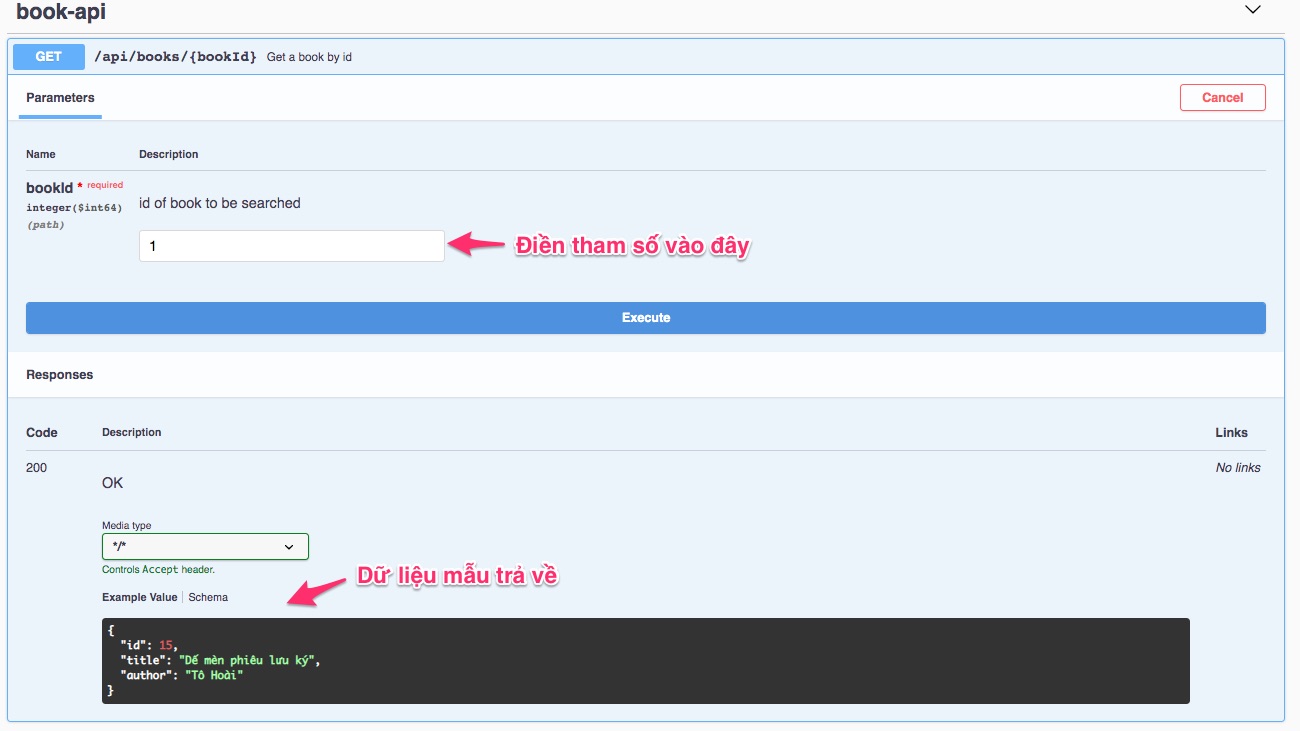 book-api
GET /api/books/{bookId} Get a book by id
Parameters
Cancel
Name Description
bookId * required
integer($int64)
(path)
id of book to be searched
1
Điền tham số vào đây
Execute
Responses
Code Description Links
200
OK
No links
Media type
*/*
Controls Accept header.
Dữ liệu mẫu trả về
Example Value Schema
{
"id": 15,
"title": "Dế mèn phiêu lưu ký",
"author": "Tô Hoài"
}